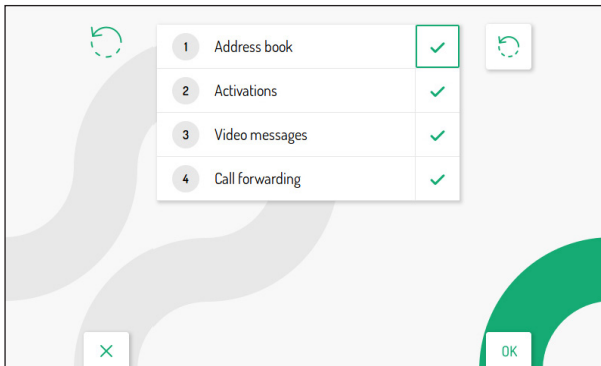 1 Address book
2 Activations
3 Video messages
4 Call forwarding
OK